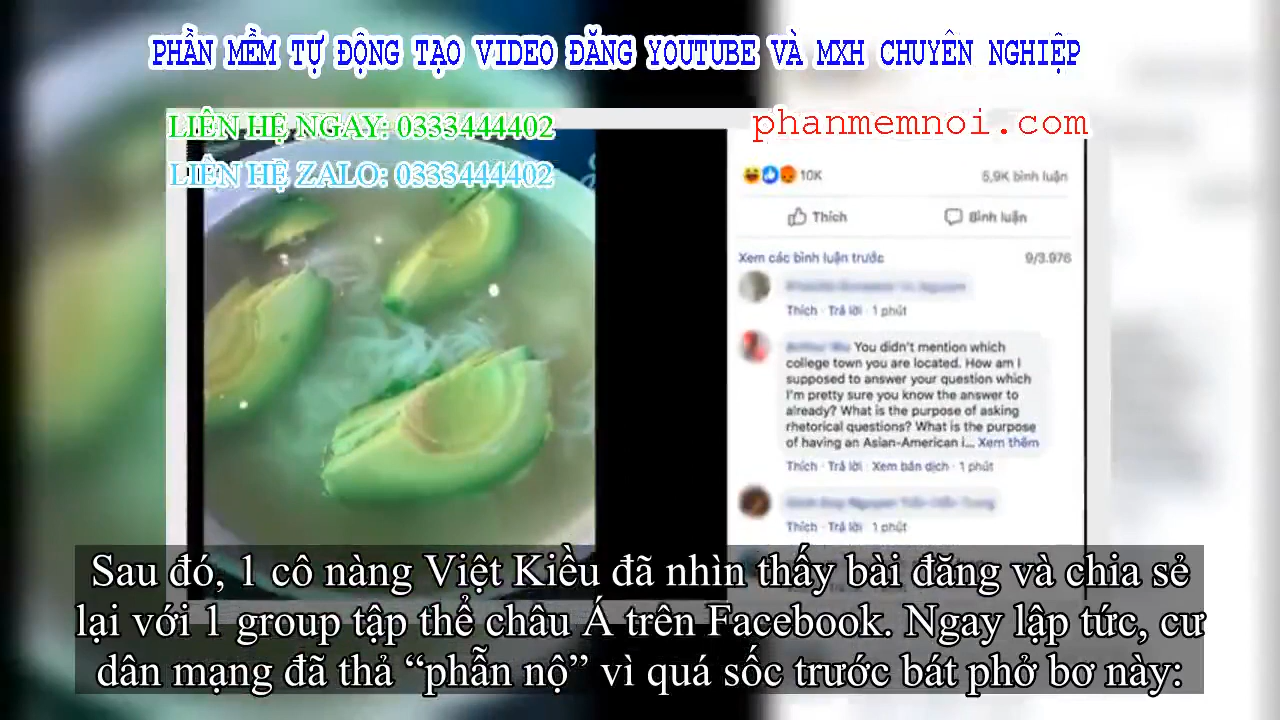 PHẦN MỀM TỰ ĐỘNG TẠO VIDEO ĐĂNG YOUTUBE VÀ MXH CHUYÊN NGHIỆP
LIÊN HỆ NGAY: 0333444402
phanmemnoi.com
LIÊN HỆ ZALO: 0333444402
10K
5,9K bình luận
Thích
Bình luận
Xem các bình luận trước
9/3.976
Thích · Trả lời · 1 phút
You didn't mention which
college town you are located. How am I
supposed to answer your question which
I'm pretty sure you know the answer to
already? What is the purpose of asking
rhetorical questions? What is the purpose
of having an Asian-American i... Xem thêm
Thích · Trả lời · Xem bản dịch · 1 phút
Thích · Trả lời · 1 phút
Sau đó, 1 cô nàng Việt Kiều đã nhìn thấy bài đăng và chia sẻ
lại với 1 group tập thể châu Á trên Facebook. Ngay lập tức, cư
dân mạng đã thả “phẫn nộ” vì quá sốc trước bát phở bơ này: